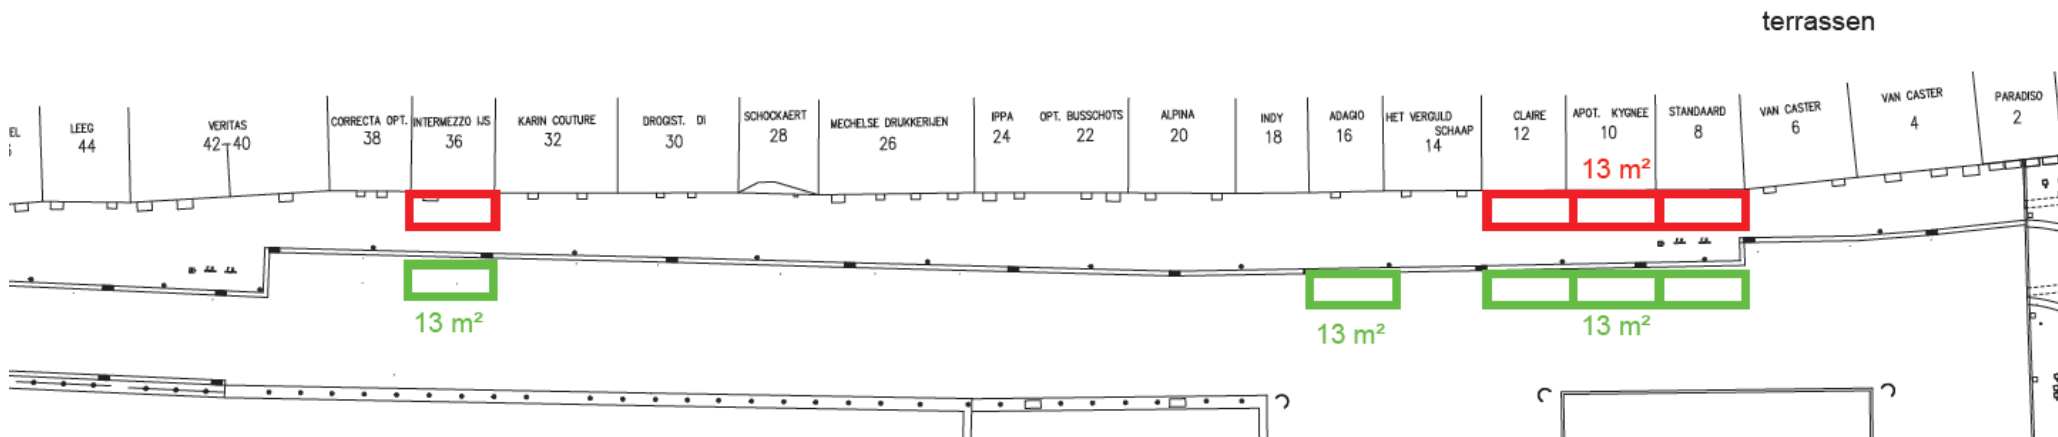 terrassen
EL
LEEG
44
VERITAS
42-40
CORRECTA OPT.
38
INTERMEZZO IJS
36
KARIN COUTURE
32
DROGIST. DI
30
SCHOCKAERT
28
MECHELSE DRUKKERIJEN
26
IPPA
24
OPT. BUSSCHOTS
22
ALPINA
20
INDY
18
ADAGIO
16
HET VERGULD
SCHAAP
14
CLAIRE
12
APOT. KYGNEE
10
STANDAARD
8
VAN CASTER
6
VAN CASTER
4
PARADISO
2
13 m²
13 m²
13 m²
13 m²